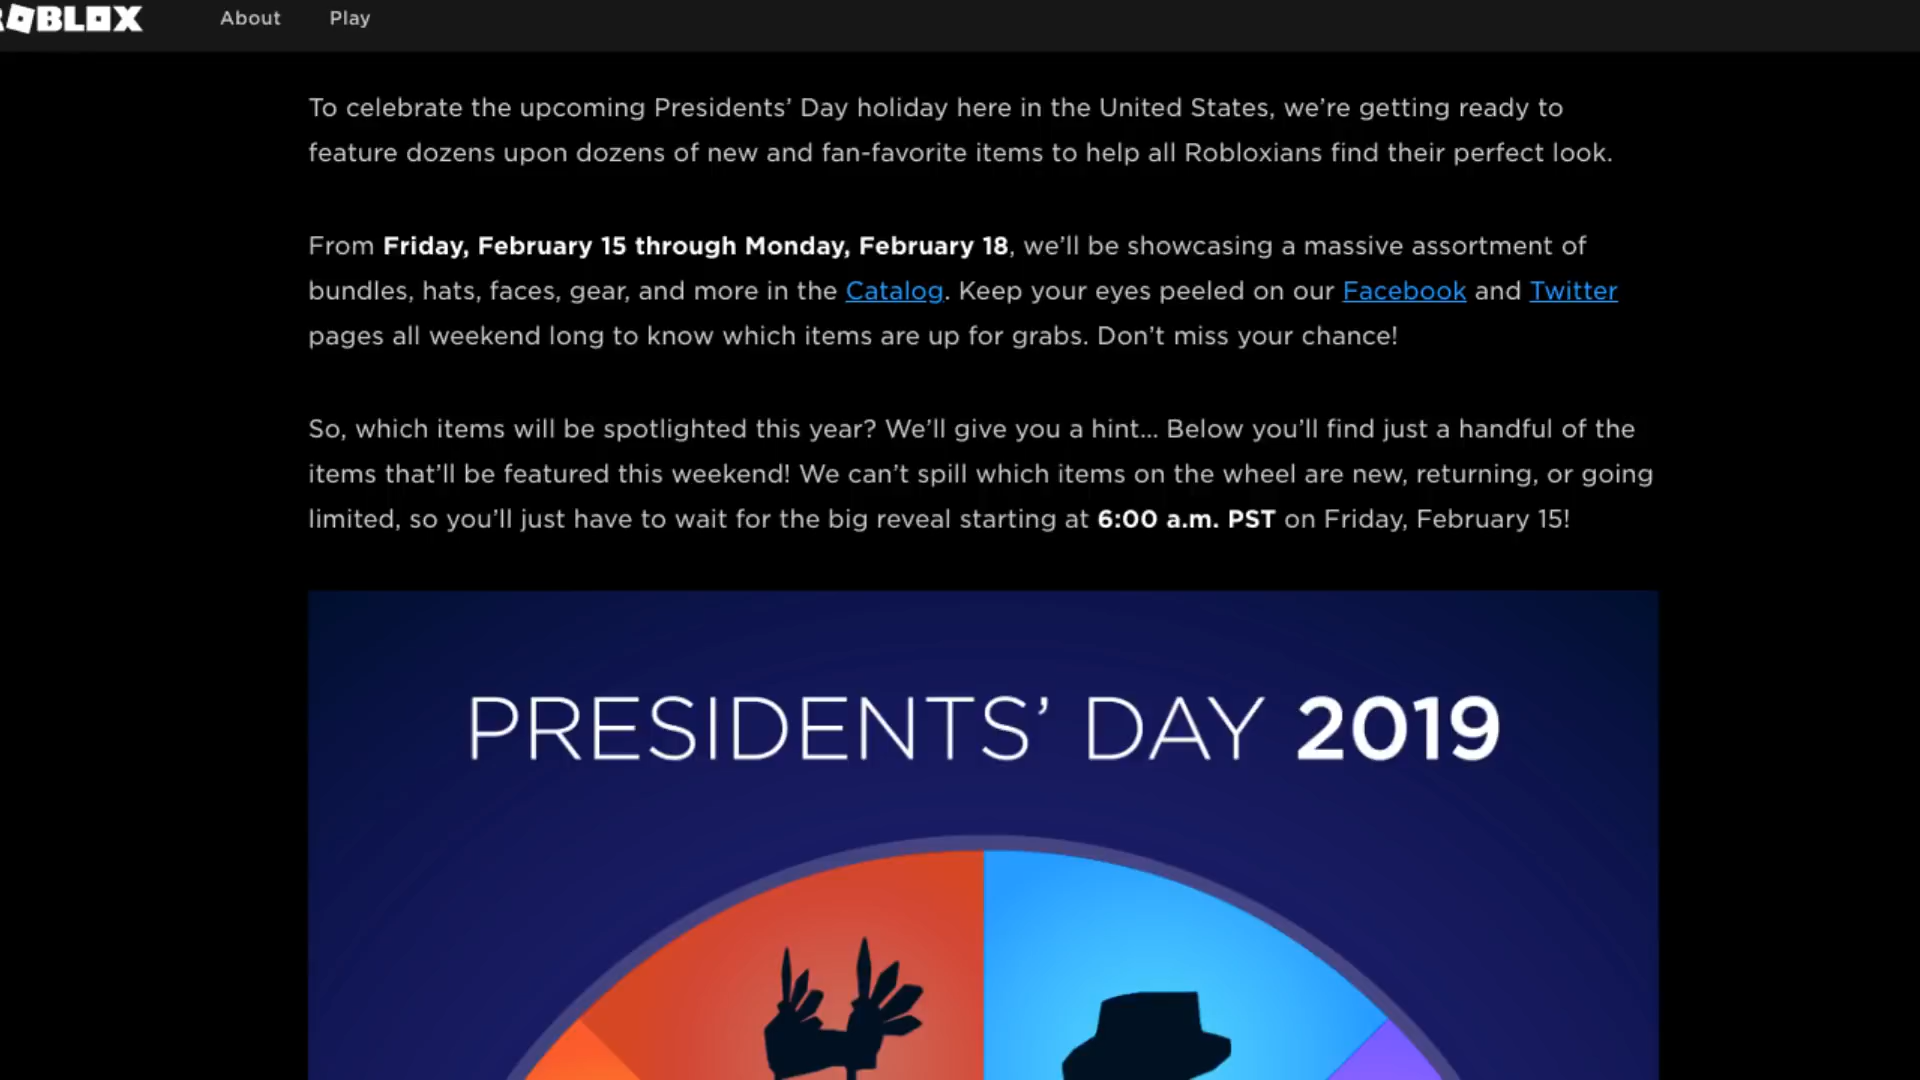 ROBLOX About Play
To celebrate the upcoming Presidents’ Day holiday here in the United States, we’re getting ready to
feature dozens upon dozens of new and fan-favorite items to help all Robloxians find their perfect look.
From Friday, February 15 through Monday, February 18, we’ll be showcasing a massive assortment of
bundles, hats, faces, gear, and more in the Catalog. Keep your eyes peeled on our Facebook and Twitter
pages all weekend long to know which items are up for grabs. Don’t miss your chance!
So, which items will be spotlighted this year? We’ll give you a hint... Below you’ll find just a handful of the
items that’ll be featured this weekend! We can’t spill which items on the wheel are new, returning, or going
limited, so you’ll just have to wait for the big reveal starting at 6:00 a.m. PST on Friday, February 15!
PRESIDENTS’ DAY 2019